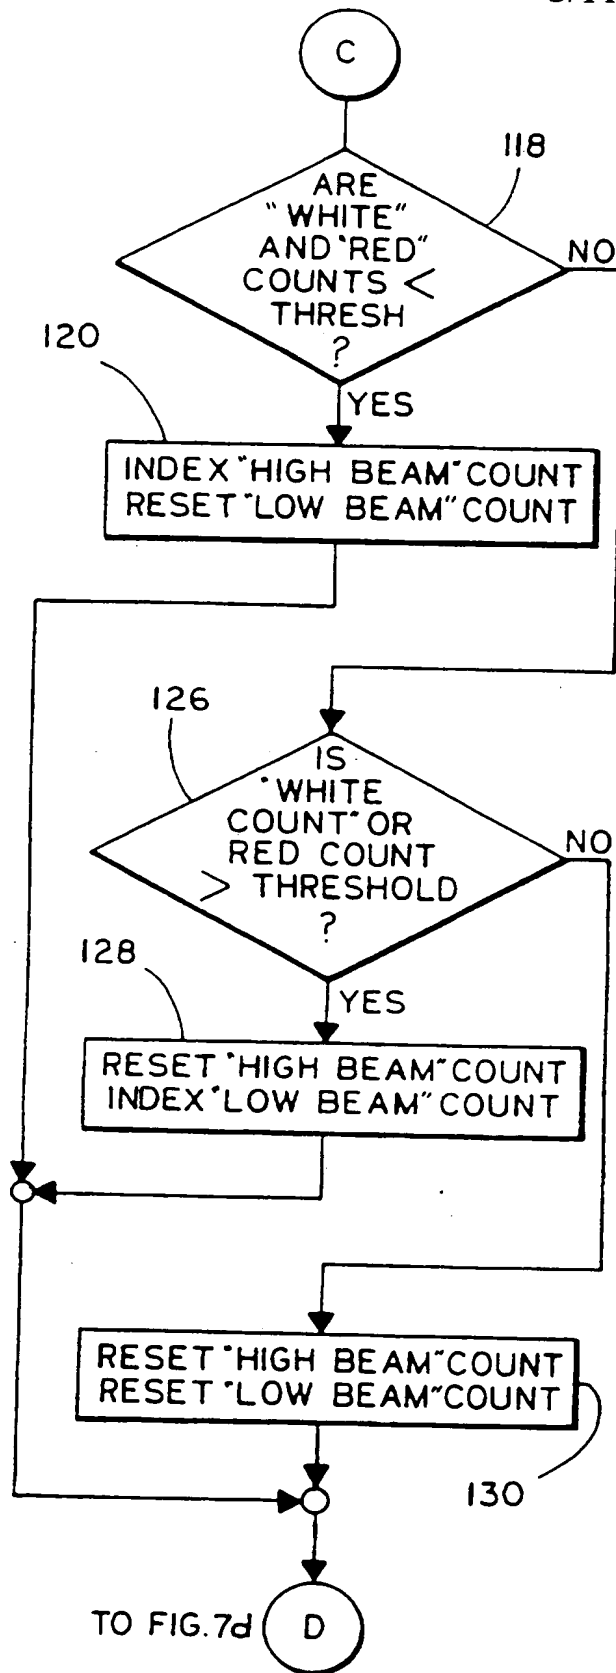 C
118
ARE
"WHITE"
AND "RED"
COUNTS <
THRESH
?
NO
120
YES
INDEX "HIGH BEAM" COUNT
RESET "LOW BEAM" COUNT
126
IS
"WHITE
COUNT" OR
RED COUNT
> THRESHOLD
?
NO
128
YES
RESET "HIGH BEAM" COUNT
INDEX "LOW BEAM" COUNT
RESET "HIGH BEAM" COUNT
RESET "LOW BEAM" COUNT
130
TO FIG.7d
D